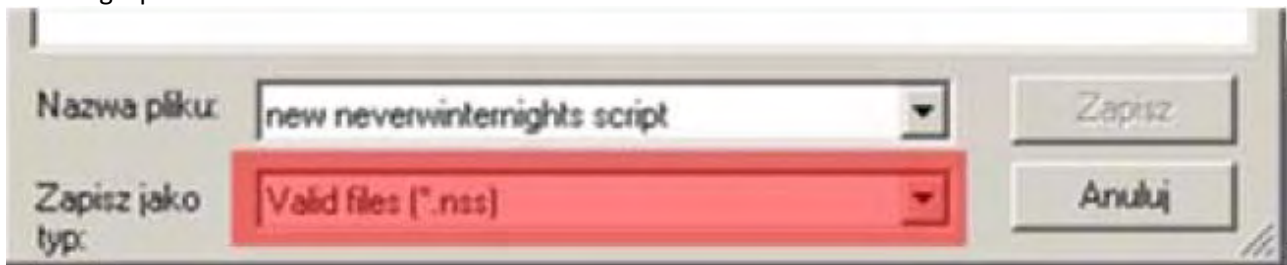 Nazwa pliku:
new neverwinternights script
Zapisz
Zapisz jako
typ:
Valid files (*.nss)
Anuluj